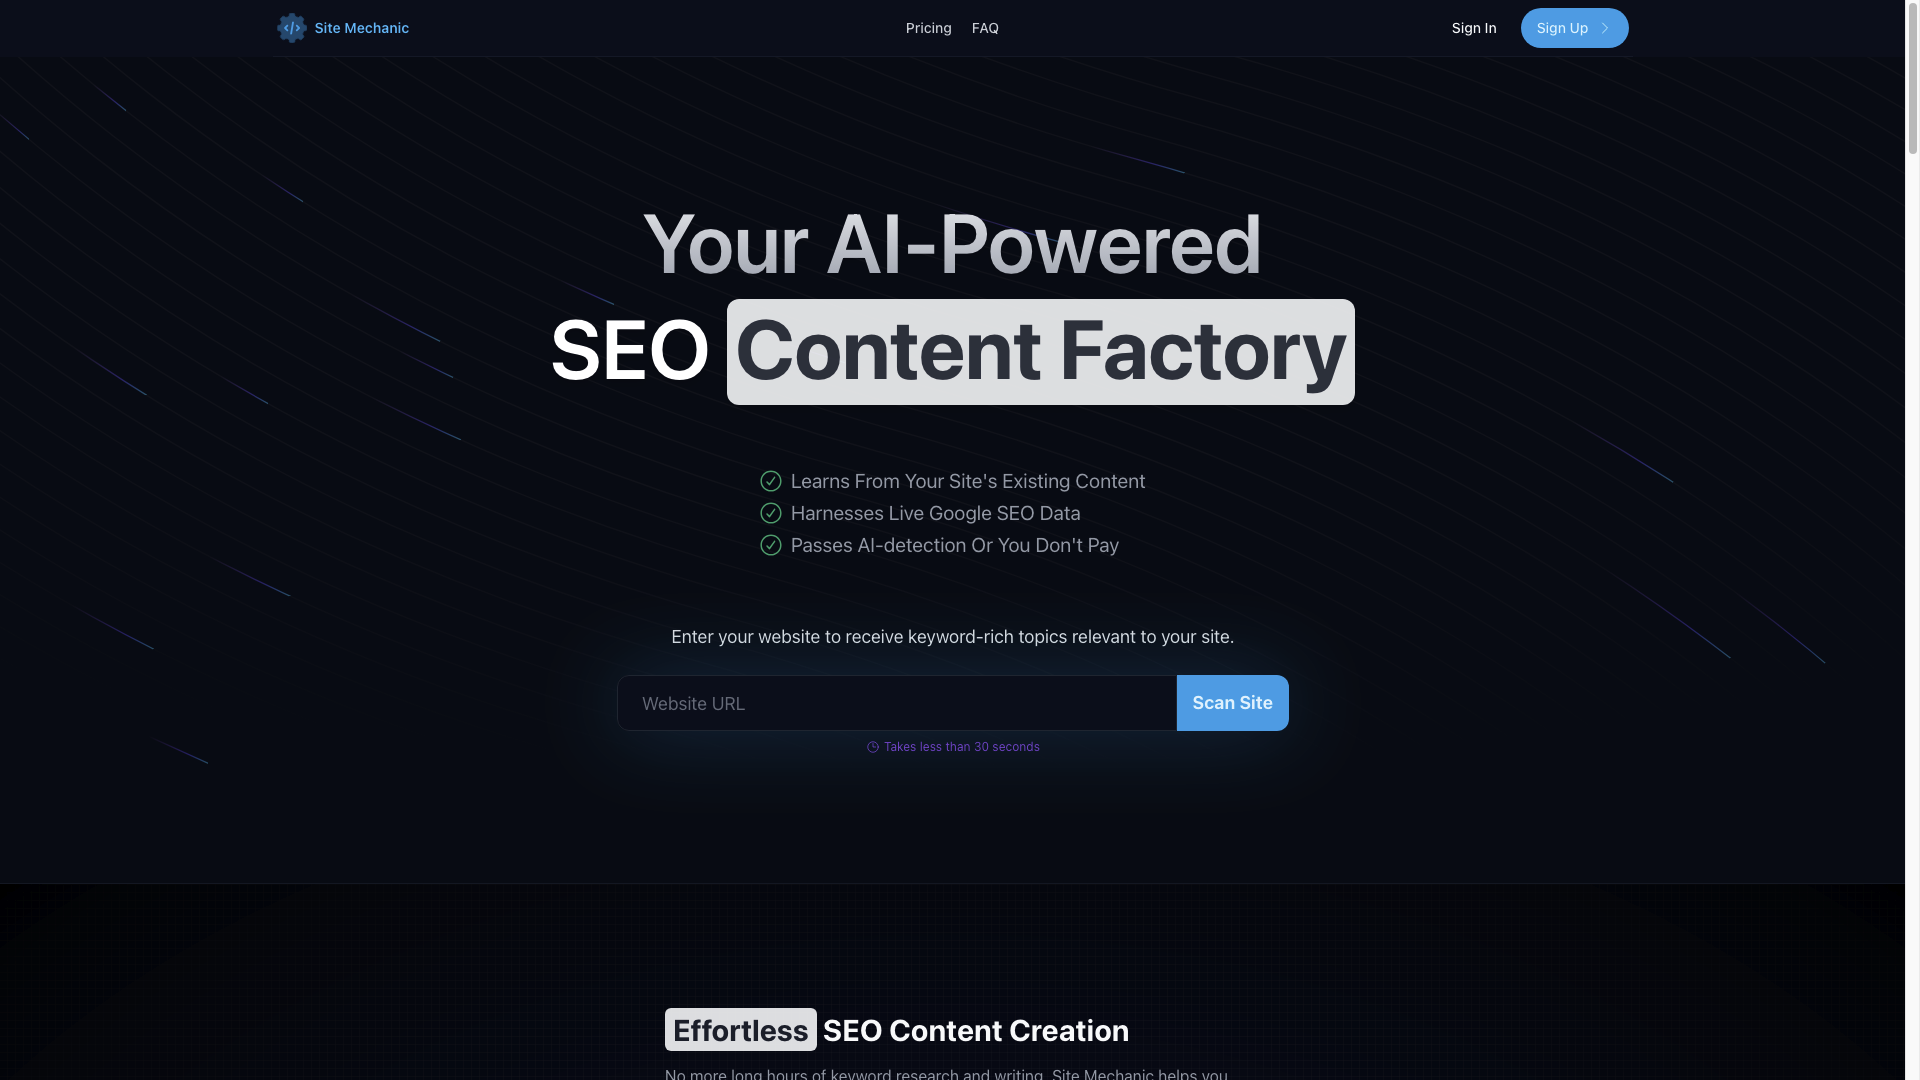 Site Mechanic
Pricing
FAQ
Sign In
Sign Up
Your AI-Powered
SEO Content Factory
Learns From Your Site's Existing Content
Harnesses Live Google SEO Data
Passes AI-detection Or You Don't Pay
Enter your website to receive keyword-rich topics relevant to your site.
Website URL
Scan Site
Takes less than 30 seconds
Effortless SEO Content Creation
No more long hours of keyword research and writing. Site Mechanic helps you